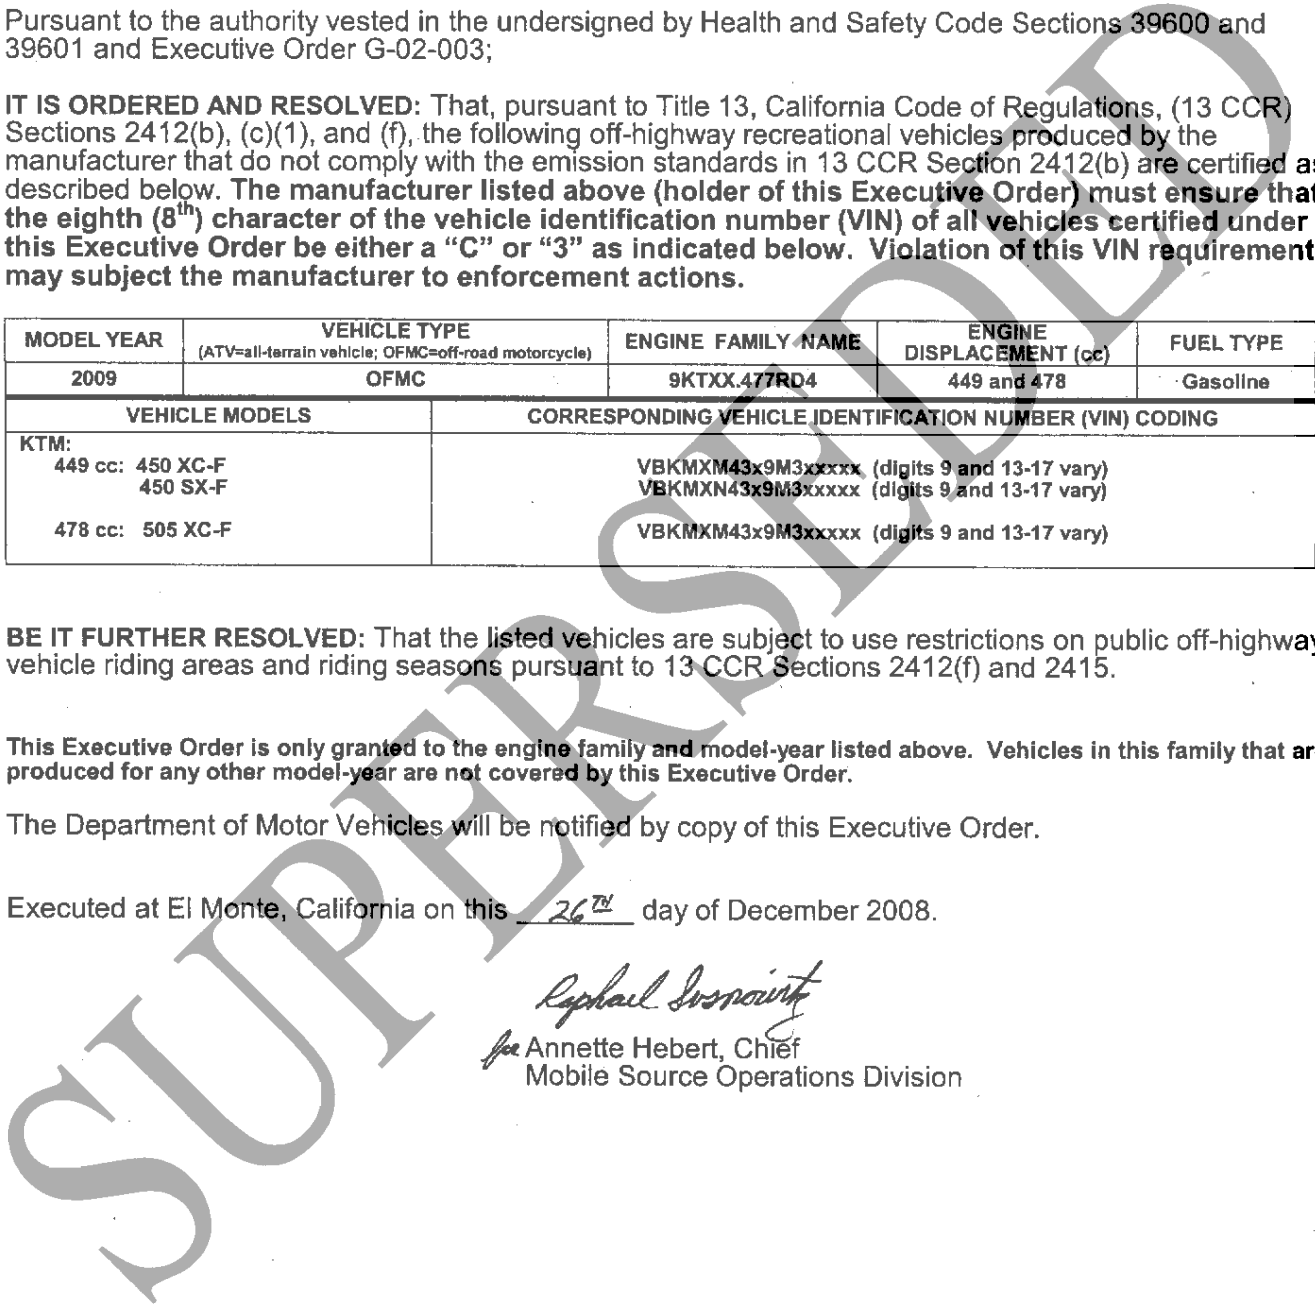 Pursuant to the authority vested in the undersigned by Health and Safety Code Sections 39600 and
39601 and Executive Order G-02-003;
IT IS ORDERED AND RESOLVED: That, pursuant to Title 13, California Code of Regulations, (13 CCR)
Sections 2412(b), (c)(1), and (f), the following off-highway recreational vehicles produced by the
manufacturer that do not comply with the emission standards in 13 CCR Section 2412(b) are certified as
described below. The manufacturer listed above (holder of this Executive Order) must ensure that
the eighth (8th) character of the vehicle identification number (VIN) of all vehicles certified under
this Executive Order be either a “C” or “3” as indicated below. Violation of this VIN requirement
may subject the manufacturer to enforcement actions.
MODEL YEAR VEHICLE TYPE (ATV=all-terrain vehicle; OFMC=off-road motorcycle) ENGINE FAMILY NAME ENGINE DISPLACEMENT (cc) FUEL TYPE
2009 OFMC 9KTXX.477RD4 449 and 478 Gasoline
VEHICLE MODELS CORRESPONDING VEHICLE IDENTIFICATION NUMBER (VIN) CODING
KTM:
449 cc: 450 XC-F VBKMXM43x9M3xxxxx (digits 9 and 13-17 vary)
450 SX-F VBKMXN43x9M3xxxxx (digits 9 and 13-17 vary)
478 cc: 505 XC-F VBKMXM43x9M3xxxxx (digits 9 and 13-17 vary)
BE IT FURTHER RESOLVED: That the listed vehicles are subject to use restrictions on public off-highway
vehicle riding areas and riding seasons pursuant to 13 CCR Sections 2412(f) and 2415.
This Executive Order is only granted to the engine family and model-year listed above. Vehicles in this family that ar
produced for any other model-year are not covered by this Executive Order.
The Department of Motor Vehicles will be notified by copy of this Executive Order.
Executed at El Monte, California on this 26TH day of December 2008.
Raphael Susnowitz
for Annette Hebert, Chief
Mobile Source Operations Division
SUPERSEDED